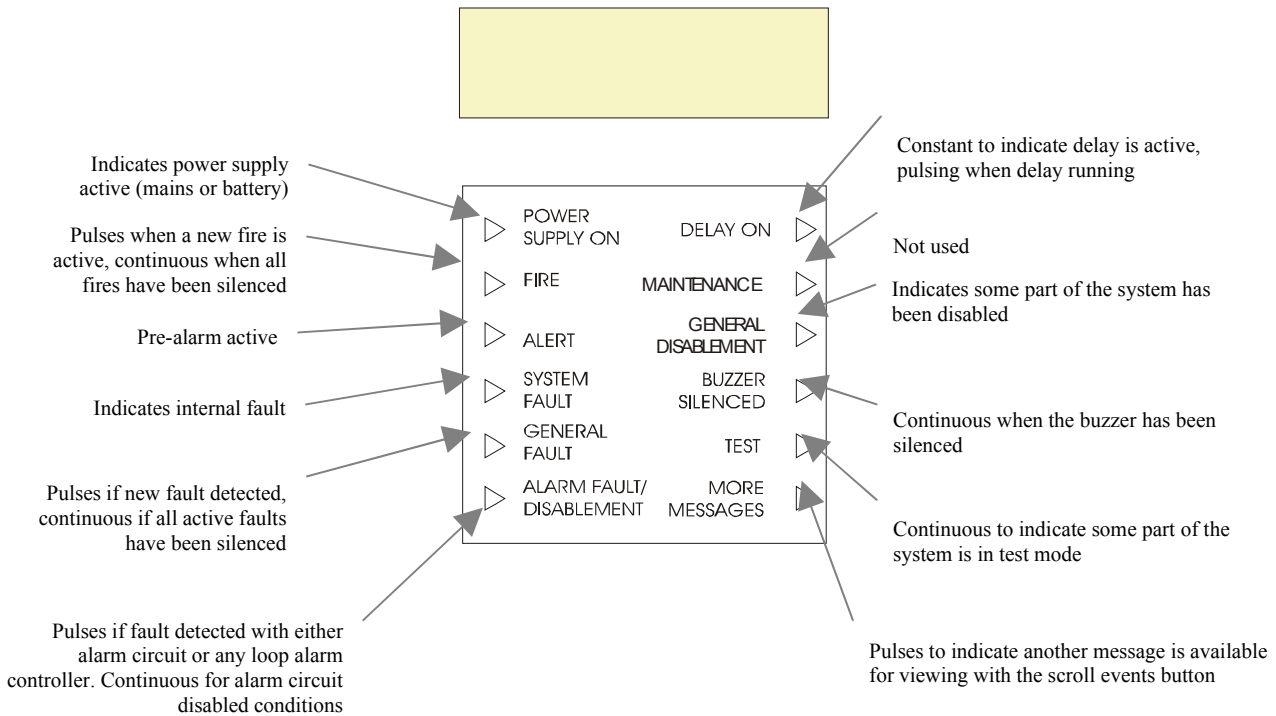 Indicates power supply
active (mains or battery)
Pulses when a new fire is
active, continuous when all
fires have been silenced
Pre-alarm active
Indicates internal fault
Pulses if new fault detected,
continuous if all active faults
have been silenced
Pulses if fault detected with either
alarm circuit or any loop alarm
controller. Continuous for alarm circuit
disabled conditions
POWER
SUPPLY ON
FIRE
ALERT
SYSTEM
FAULT
GENERAL
FAULT
ALARM FAULT/
DISABLEMENT
DELAY ON
MAINTENANCE
GENERAL
DISABLEMENT
BUZZER
SILENCED
TEST
MORE
MESSAGES
Constant to indicate delay is active,
pulsing when delay running
Not used
Indicates some part of the system has
been disabled
Continuous when the buzzer has been
silenced
Continuous to indicate some part of the
system is in test mode
Pulses to indicate another message is available
for viewing with the scroll events button